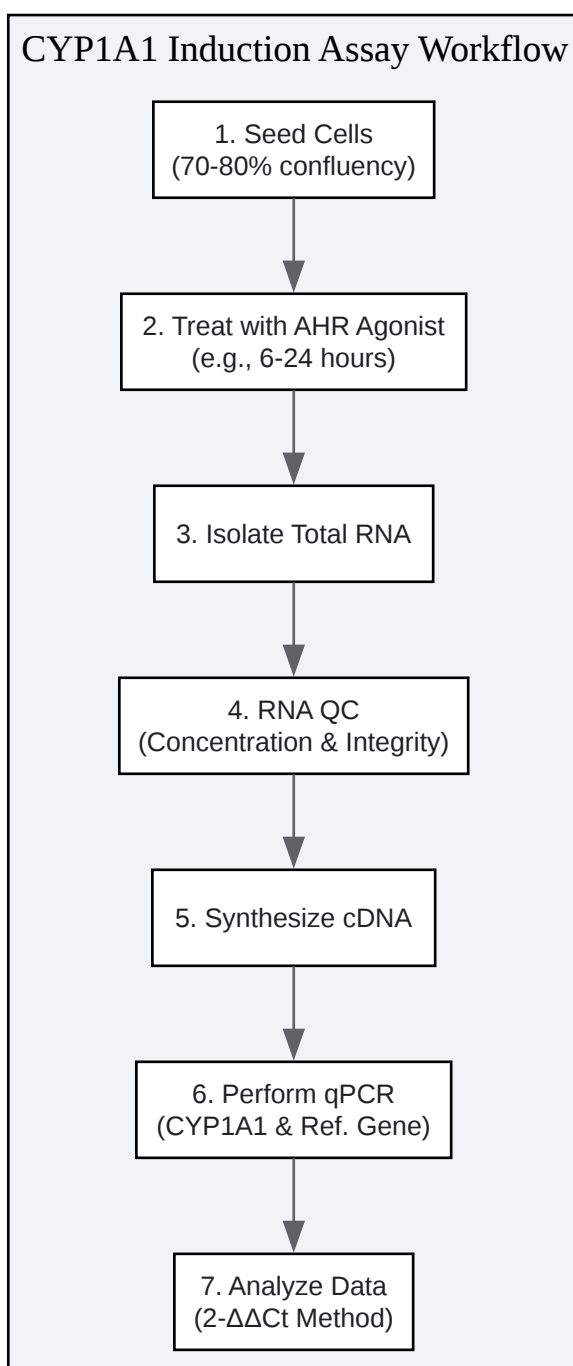 CYP1A1 Induction Assay Workflow
1. Seed Cells
(70-80% confluency)
2. Treat with AHR Agonist
(e.g., 6-24 hours)
3. Isolate Total RNA
4. RNA QC
(Concentration & Integrity)
5. Synthesize cDNA
6. Perform qPCR
(CYP1A1 & Ref. Gene)
7. Analyze Data
(2-ΔΔCt Method)